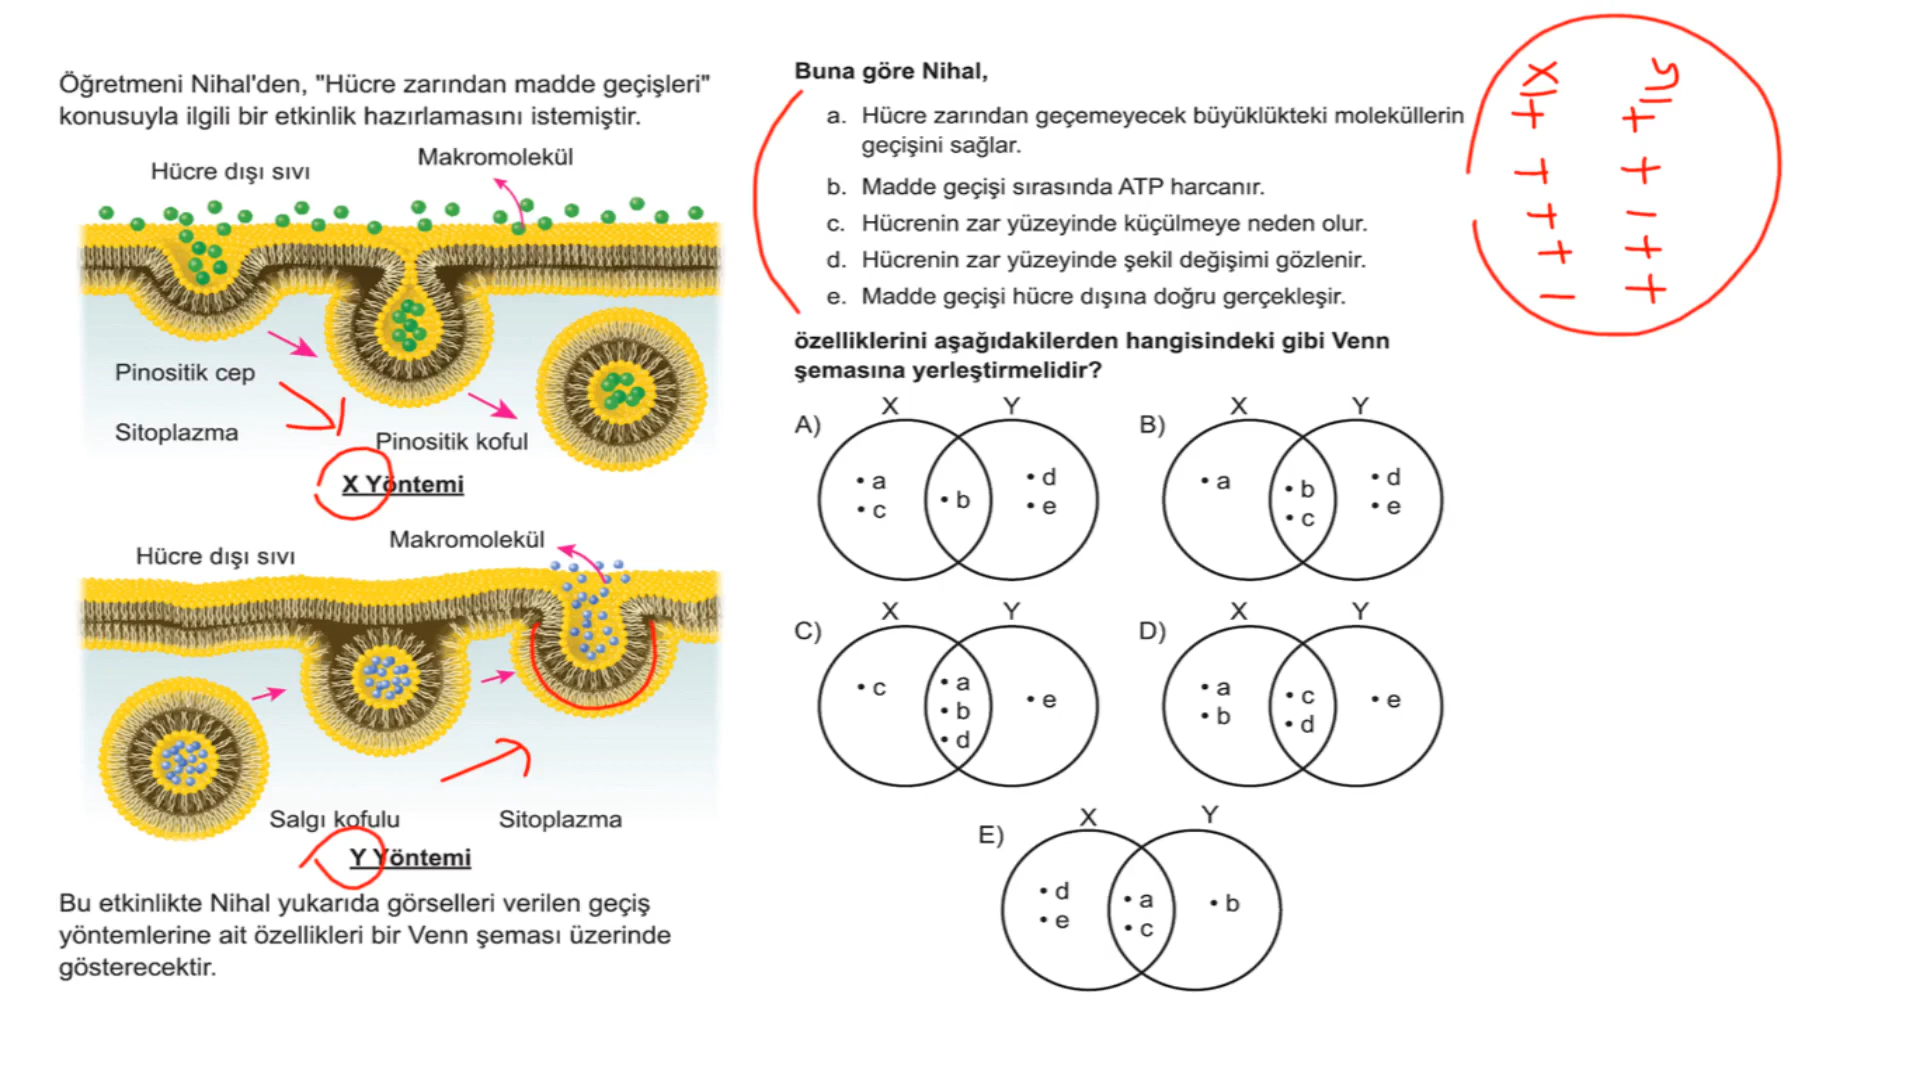 Öğretmeni Nihal'den, "Hücre zarından madde geçişleri"
konusuyla ilgili bir etkinlik hazırlamasını istemiştir.
Hücre dışı sıvı
Makromolekül
Pinositik cep
Sitoplazma
Pinositik koful
X Yöntemi
Hücre dışı sıvı
Makromolekül
Salgı kofulu
Sitoplazma
Y Yöntemi
Bu etkinlikte Nihal yukarıda görselleri verilen geçiş
yöntemlerine ait özellikleri bir Venn şeması üzerinde
gösterecektir.
Buna göre Nihal,
a. Hücre zarından geçemeyecek büyüklükteki moleküllerin
geçişini sağlar.
b. Madde geçişi sırasında ATP harcanır.
c. Hücrenin zar yüzeyinde küçülmeye neden olur.
d. Hücrenin zar yüzeyinde şekil değişimi gözlenir.
e. Madde geçişi hücre dışına doğru gerçekleşir.
özelliklerini aşağıdakilerden hangisindeki gibi Venn
şemasına yerleştirmelidir?
X y
+ +
+ +
+ -
+ +
- +
A) X Y
• a • c • b • d • e
B) X Y
• a • b • c • d • e
C) X Y
• c • a • b • d • e
D) X Y
• a • b • c • d • e
E) X Y
• d • e • a • c • b